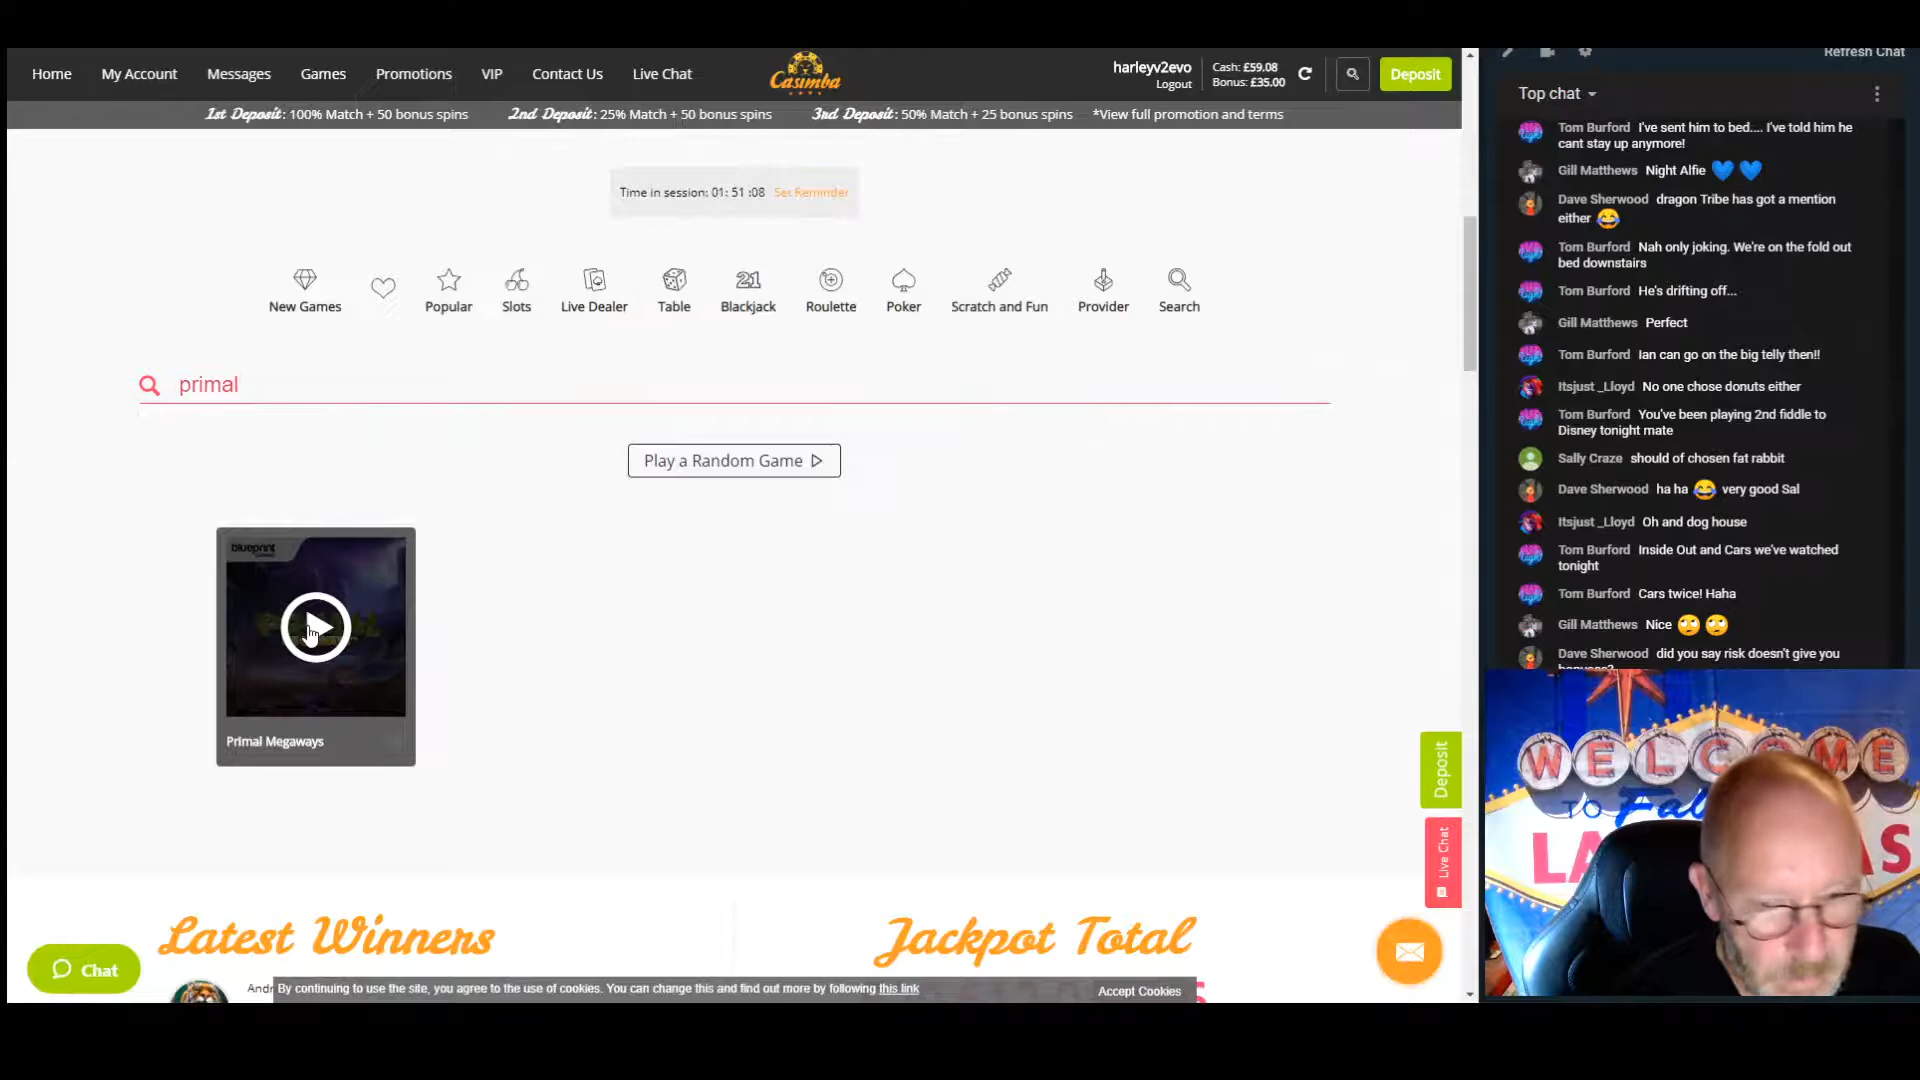 Home My Account Messages Games Promotions VIP Contact Us Live Chat
Casimba
harleyv2evo
Logout
Cash: £59.08
Bonus: £35.00
Deposit
1st Deposit: 100% Match + 50 bonus spins 2nd Deposit: 25% Match + 50 bonus spins 3rd Deposit: 50% Match + 25 bonus spins *View full promotion and terms
Time in session: 01: 51 :08 Set Reminder
21
New Games Popular Slots Live Dealer Table Blackjack Roulette Poker Scratch and Fun Provider Search
primal
Play a Random Game
blueprint
Primal Megaways
Deposit
Live Chat
Latest Winners
Jackpot Total
Chat
Andr
By continuing to use the site, you agree to the use of cookies. You can change this and find out more by following this link
Accept Cookies
Refresh Chat
Top chat
Tom Burford I've sent him to bed.... I've told him he
cant stay up anymore!
Gill Matthews Night Alfie 💙 💙
Dave Sherwood dragon Tribe has got a mention
either 😂
Tom Burford Nah only joking. We're on the fold out
bed downstairs
Tom Burford He's drifting off...
Gill Matthews Perfect
Tom Burford Ian can go on the big telly then!!
Itsjust _Lloyd No one chose donuts either
Tom Burford You've been playing 2nd fiddle to
Disney tonight mate
Sally Craze should of chosen fat rabbit
Dave Sherwood ha ha 😂 very good Sal
Itsjust _Lloyd Oh and dog house
Tom Burford Inside Out and Cars we've watched
tonight
Tom Burford Cars twice! Haha
Gill Matthews Nice 🙄 🙄
Dave Sherwood did you say risk doesn't give you
WELCOME
TO Fab
LA AS